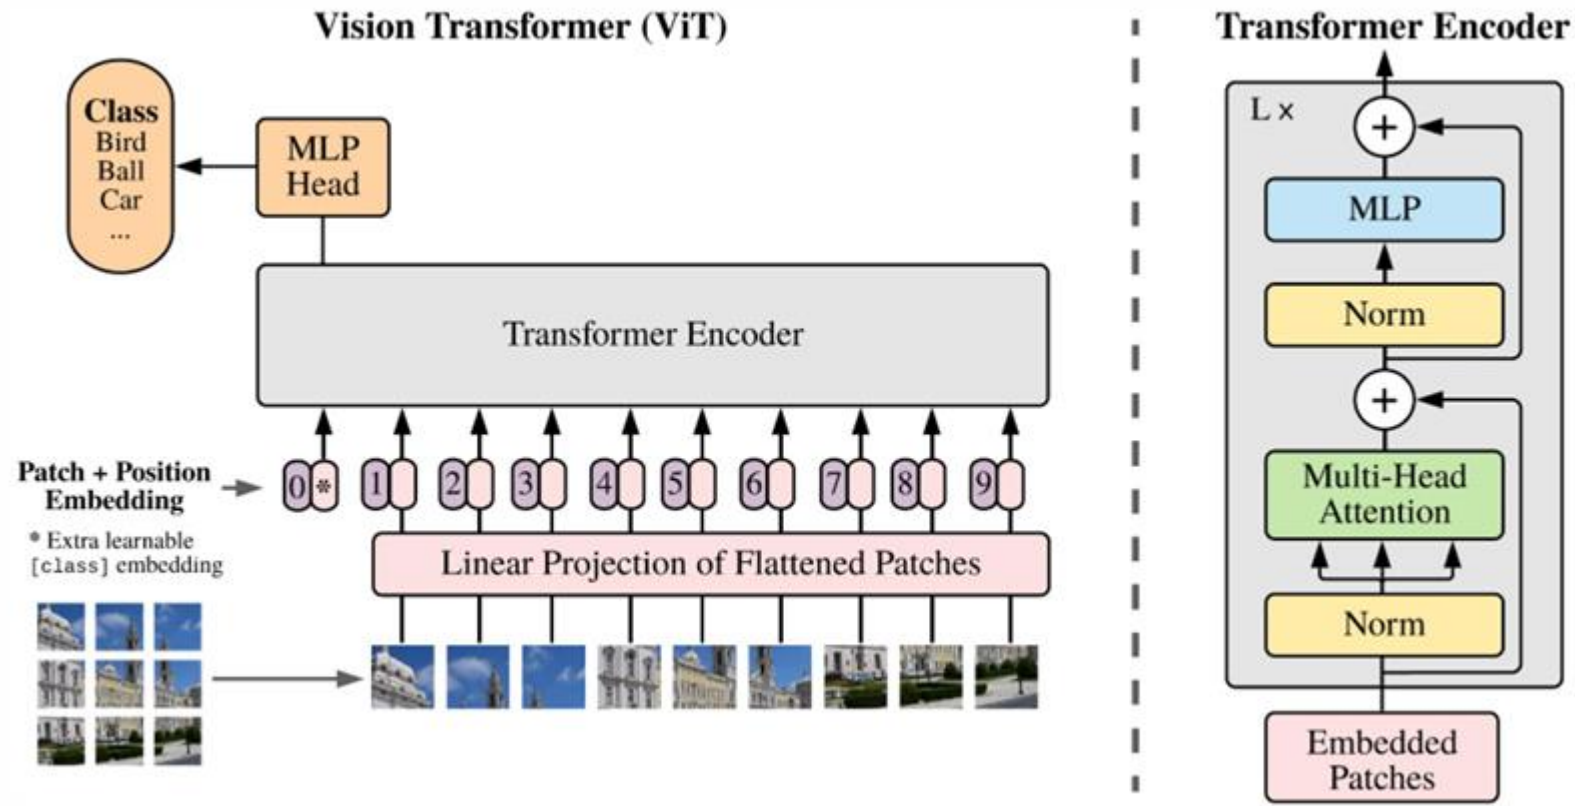 Vision Transformer (ViT)
Class
Bird
Ball
Car
...
MLP
Head
Transformer Encoder
0 * 1 2 3 4 5 6 7 8 9
Patch + Position
Embedding
* Extra learnable
[class] embedding
Linear Projection of Flattened Patches
Transformer Encoder
L x
+
MLP
Norm
+
Multi-Head
Attention
Norm
Embedded
Patches